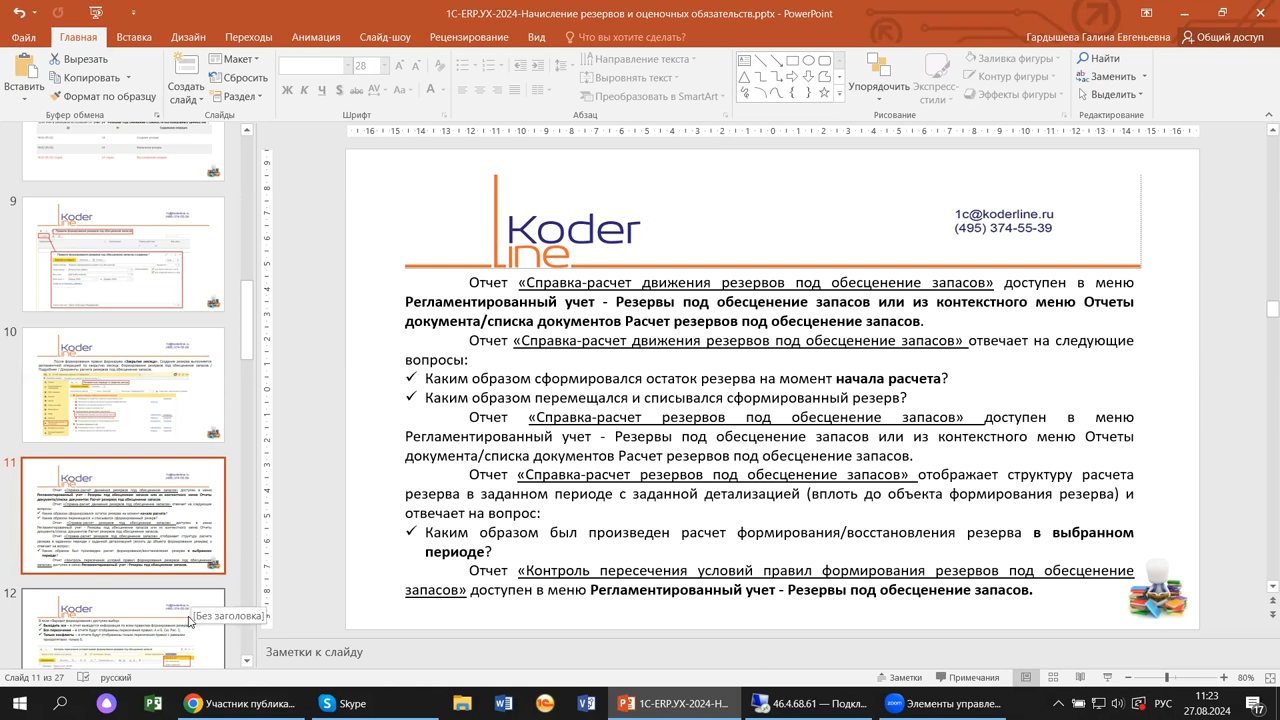 1C-ERP.УХ-2024-Налоговые обязательства_резервы.pptx - PowerPoint
Файл
Главная
Вставка
Дизайн
Переходы
Анимация
Слайд-шоу
Рецензирование
Вид
Что вы хотите сделать?
Гардышева Галина Евгеньевна
Общий доступ
Вставить
Вырезать
Копировать
Формат по образцу
Буфер обмена
Создать слайд
Макет
Сбросить
Раздел
Слайды
28
Ж К Ч S abc AV Aa A
Шрифт
Направление текста
Выровнять текст
Преобразовать в SmartArt
Абзац
Упорядочить
Экспресс-стили
Заливка фигуры
Контур фигуры
Эффекты фигуры
Рисование
Найти
Заменить
Выделить
Редактирование
9
10
11
12
[Без заголовка]
Koder
line
1c@koderline.ru
(495) 374-55-39
Отчет «Справка-расчет движения резервов под обесценение запасов» доступен в меню
Регламентированный учет - Резервы под обесценение запасов или из контекстного меню Отчеты
документа/списка документов Расчет резервов под обесценение запасов.
Отчет «Справка-расчет движения резервов под обесценение запасов» отвечает на следующие
вопросы:
✓ Каким образом сформировался остаток резерва на момент начала расчета?
✓ Каким образом перемещался и списывался сформированный резерв?
Отчет «Справка-расчет резервов под обесценение запасов» доступен в меню
Регламентированный учет - Резервы под обесценение запасов или из контекстного меню Отчеты
документа/списка документов Расчет резервов под обесценение запасов.
Отчет «Справка-расчет резервов под обесценение запасов» отображает структуру расчета
резерва в заданном периоде с заданной детализацией (вплоть до объекта формирования резерва) и
отвечает на вопрос:
✓ Каким образом был произведен расчет формирования/восстановления резерва в выбранном
периоде?
Отчет «Контроль пересечения условий правил формирования резервов под обесценение
запасов» доступен в меню Регламентированный учет - Резервы под обесценение запасов.
Заметки к слайду
Слайд 11 из 27
русский
Заметки
Примечания
80%
Участник публика...
Skype
1C-ERP.УХ-2024-Н...
46.4.68.61 — Подкл...
Элементы управле...
РУС
11:23
27.08.2024